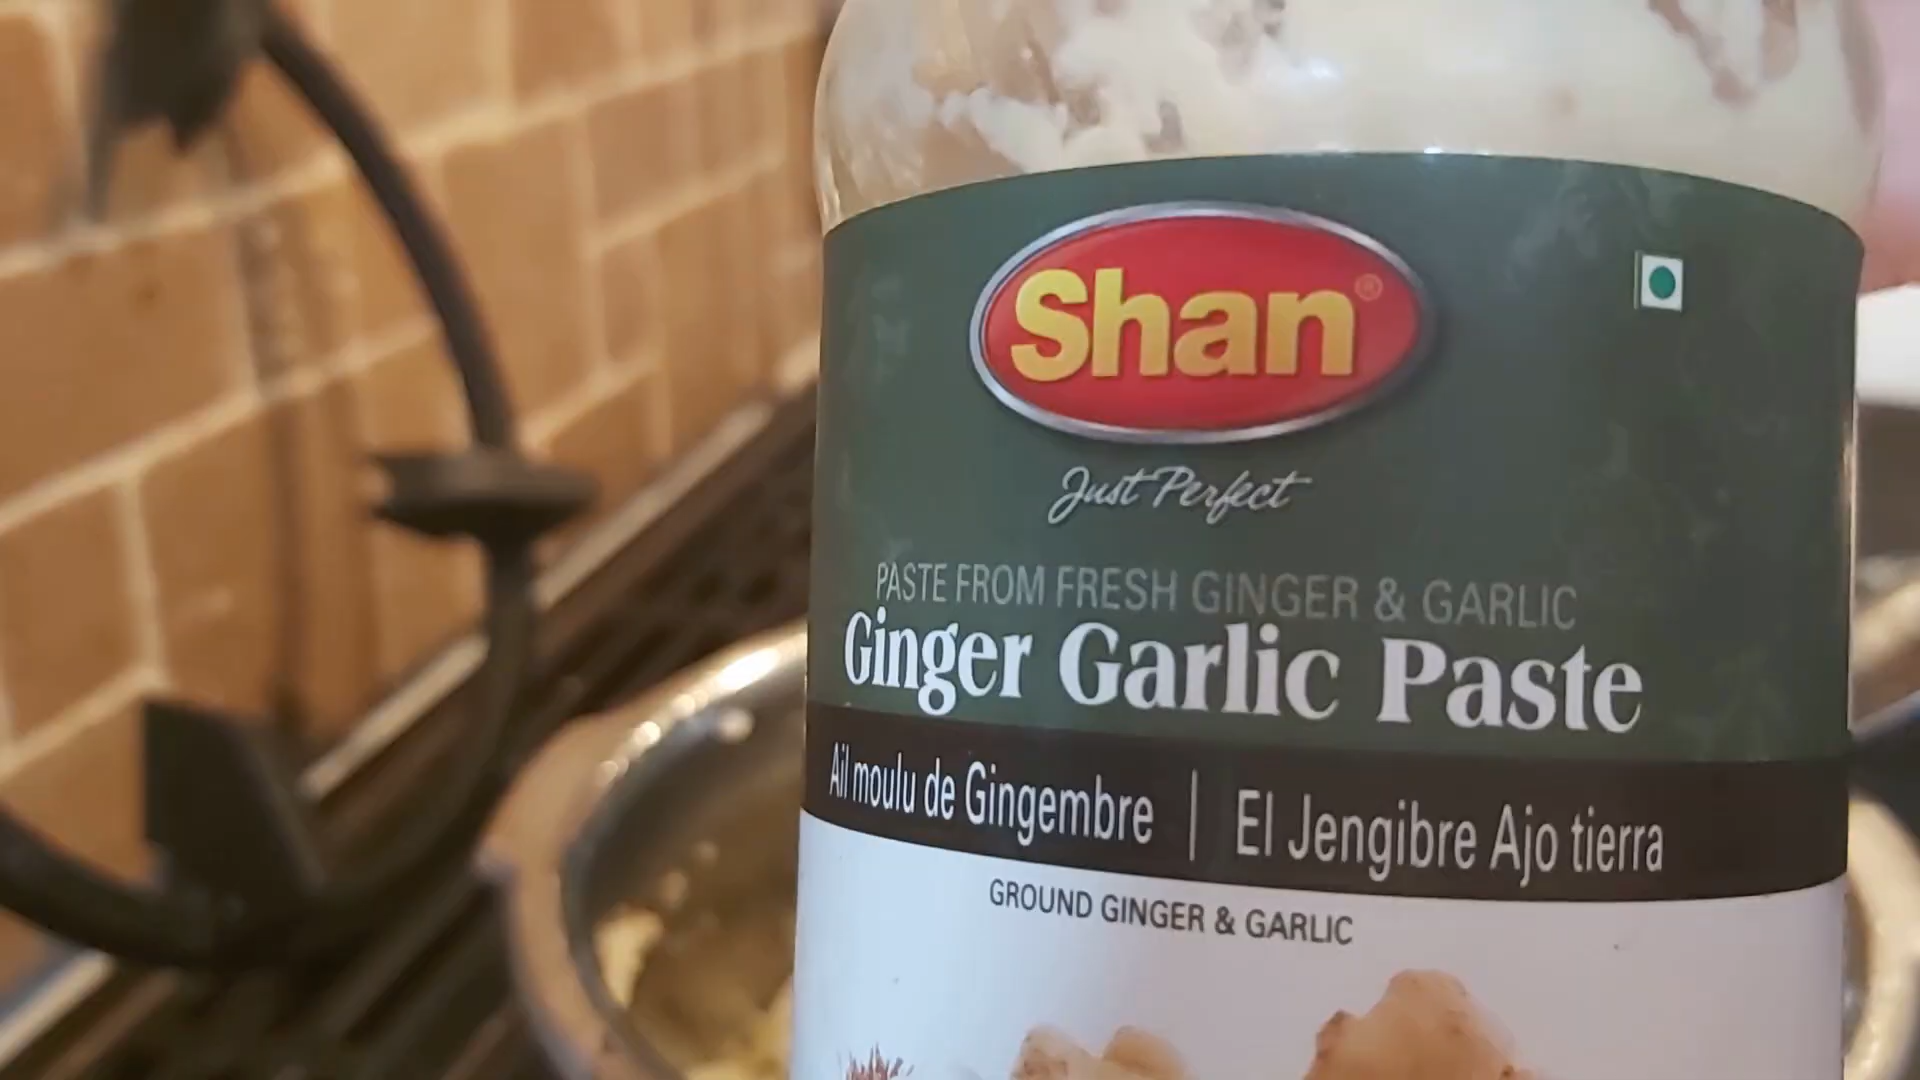 Shan®
Just Perfect
PASTE FROM FRESH GINGER & GARLIC
Ginger Garlic Paste
Ail moulu de Gingembre | El Jengibre Ajo tierra
GROUND GINGER & GARLIC